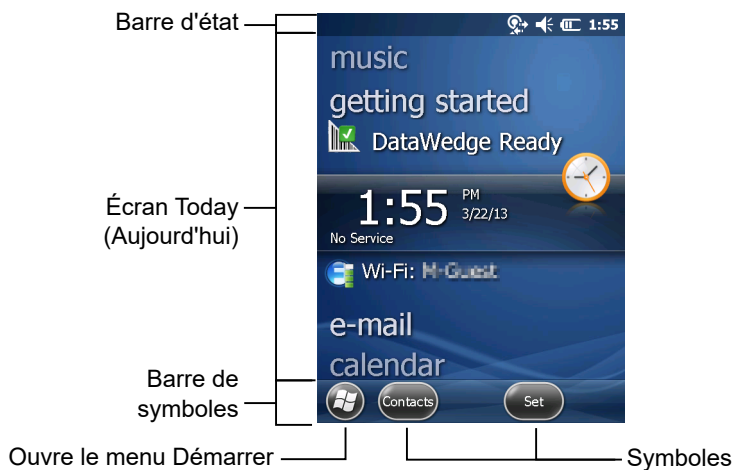 Barre d'état
1:55
music
getting started
DataWedge Ready
Écran Today
(Aujourd'hui)
1:55 PM
3/22/13
No Service
Wi-Fi:
e-mail
calendar
Barre de
symboles
Contacts
Set
Ouvre le menu Démarrer
Symboles